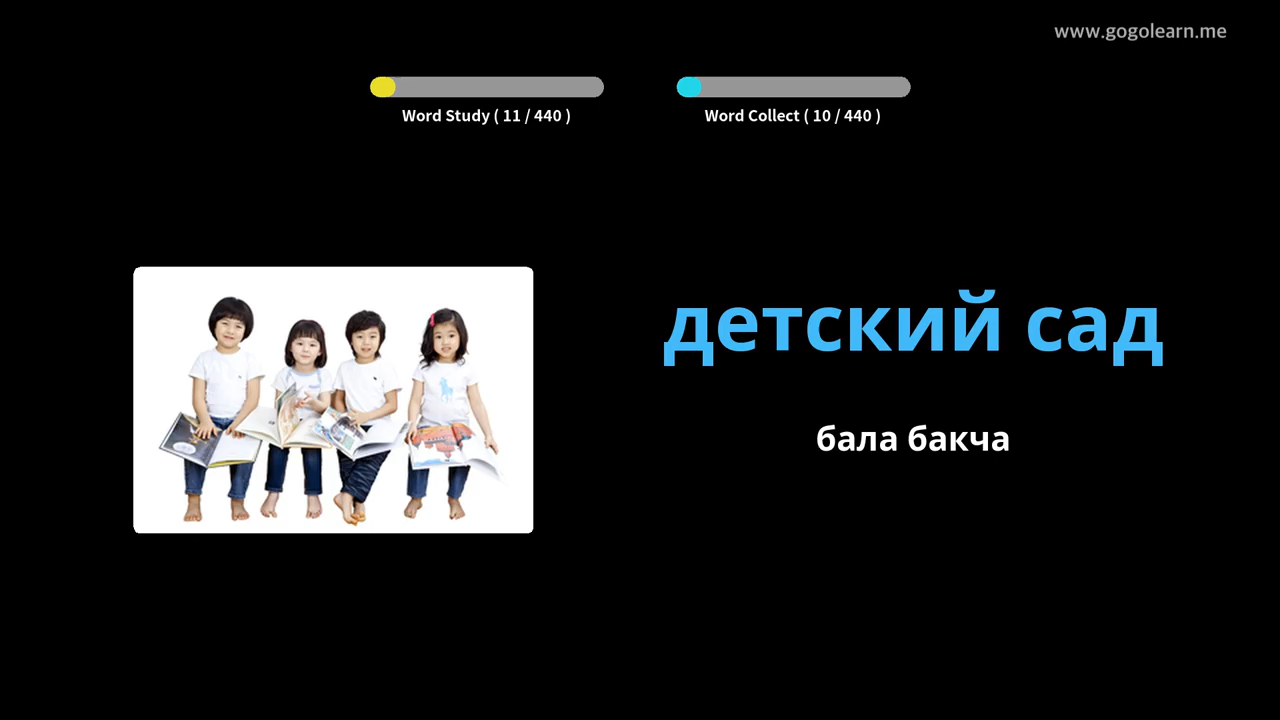 www.gogolearn.me
Word Study ( 11 / 440 )
Word Collect ( 10 / 440 )
детский сад
бала бакча